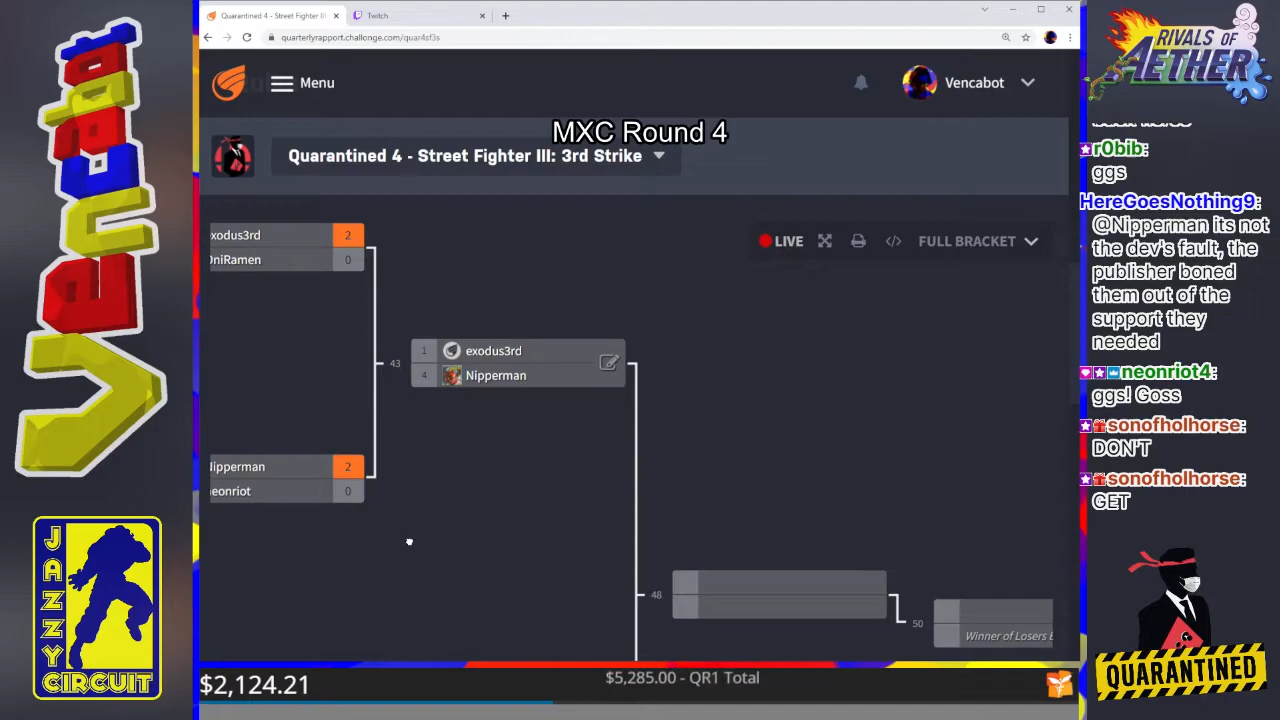 Quarantined 4 - Street Fighter III
Twitch
quarterlyrapport.challonge.com/quar4sf3s
Menu
Vencabot
MXC Round 4
Quarantined 4 - Street Fighter III: 3rd Strike
LIVE
FULL BRACKET
xodus3rd 2
OniRamen 0
43
1 exodus3rd
4 Nipperman
Nipperman 2
neonriot 0
48
50
Winner of Losers B
$2,124.21
$5,285.00 - QR1 Total
JAZZY
CIRCUIT
RIVALS OF
AETHER
r0bib:
ggs
HereGoesNothing9:
@Nipperman its not
the dev's fault, the
publisher boned
them out of the
support they
needed
neonriot4:
ggs! Goss
sonofholhorse:
DON'T
sonofholhorse:
GET
QUARANTINED